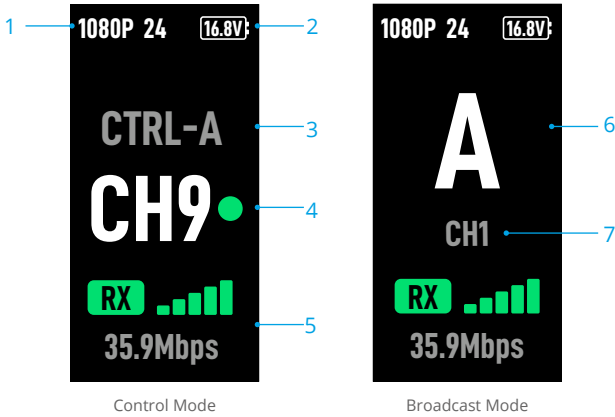 1
1080P 24 16.8V
2
CTRL-A
3
CH9
4
RX
35.9Mbps
5
Control Mode
1080P 24 16.8V
A
6
CH1
7
RX
35.9Mbps
Broadcast Mode